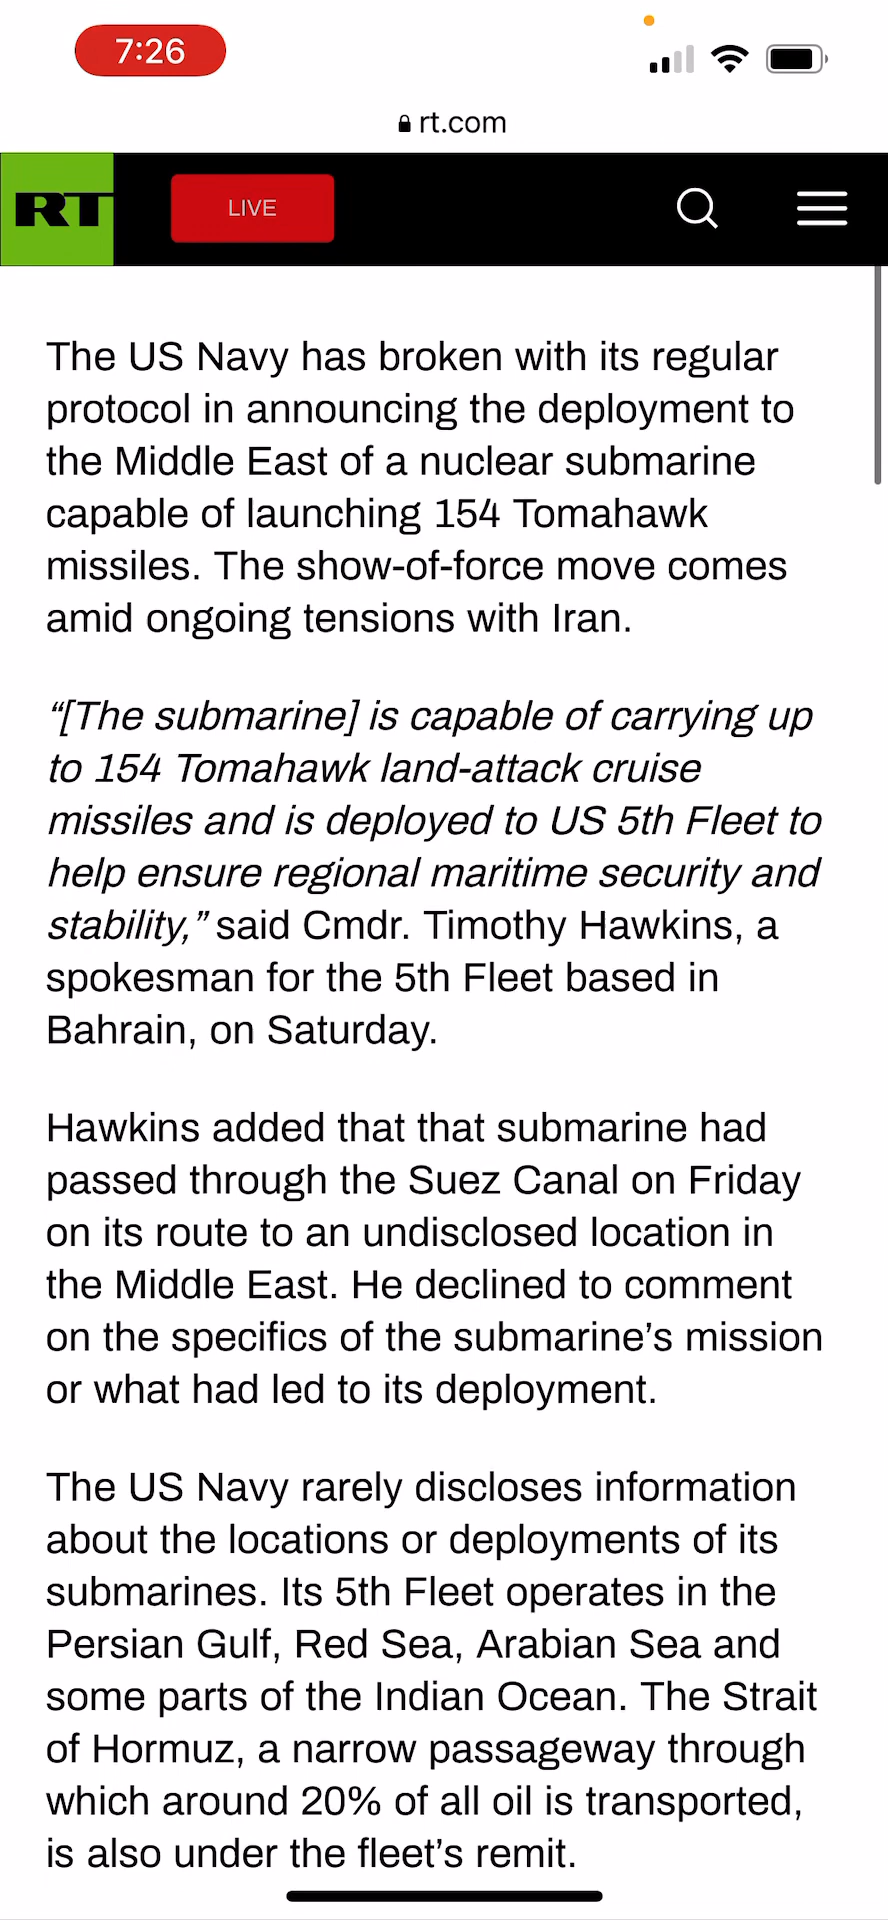 7:26
rt.com
RT
LIVE
The US Navy has broken with its regular
protocol in announcing the deployment to
the Middle East of a nuclear submarine
capable of launching 154 Tomahawk
missiles. The show-of-force move comes
amid ongoing tensions with Iran.
“[The submarine] is capable of carrying up
to 154 Tomahawk land-attack cruise
missiles and is deployed to US 5th Fleet to
help ensure regional maritime security and
stability,” said Cmdr. Timothy Hawkins, a
spokesman for the 5th Fleet based in
Bahrain, on Saturday.
Hawkins added that that submarine had
passed through the Suez Canal on Friday
on its route to an undisclosed location in
the Middle East. He declined to comment
on the specifics of the submarine’s mission
or what had led to its deployment.
The US Navy rarely discloses information
about the locations or deployments of its
submarines. Its 5th Fleet operates in the
Persian Gulf, Red Sea, Arabian Sea and
some parts of the Indian Ocean. The Strait
of Hormuz, a narrow passageway through
which around 20% of all oil is transported,
is also under the fleet’s remit.